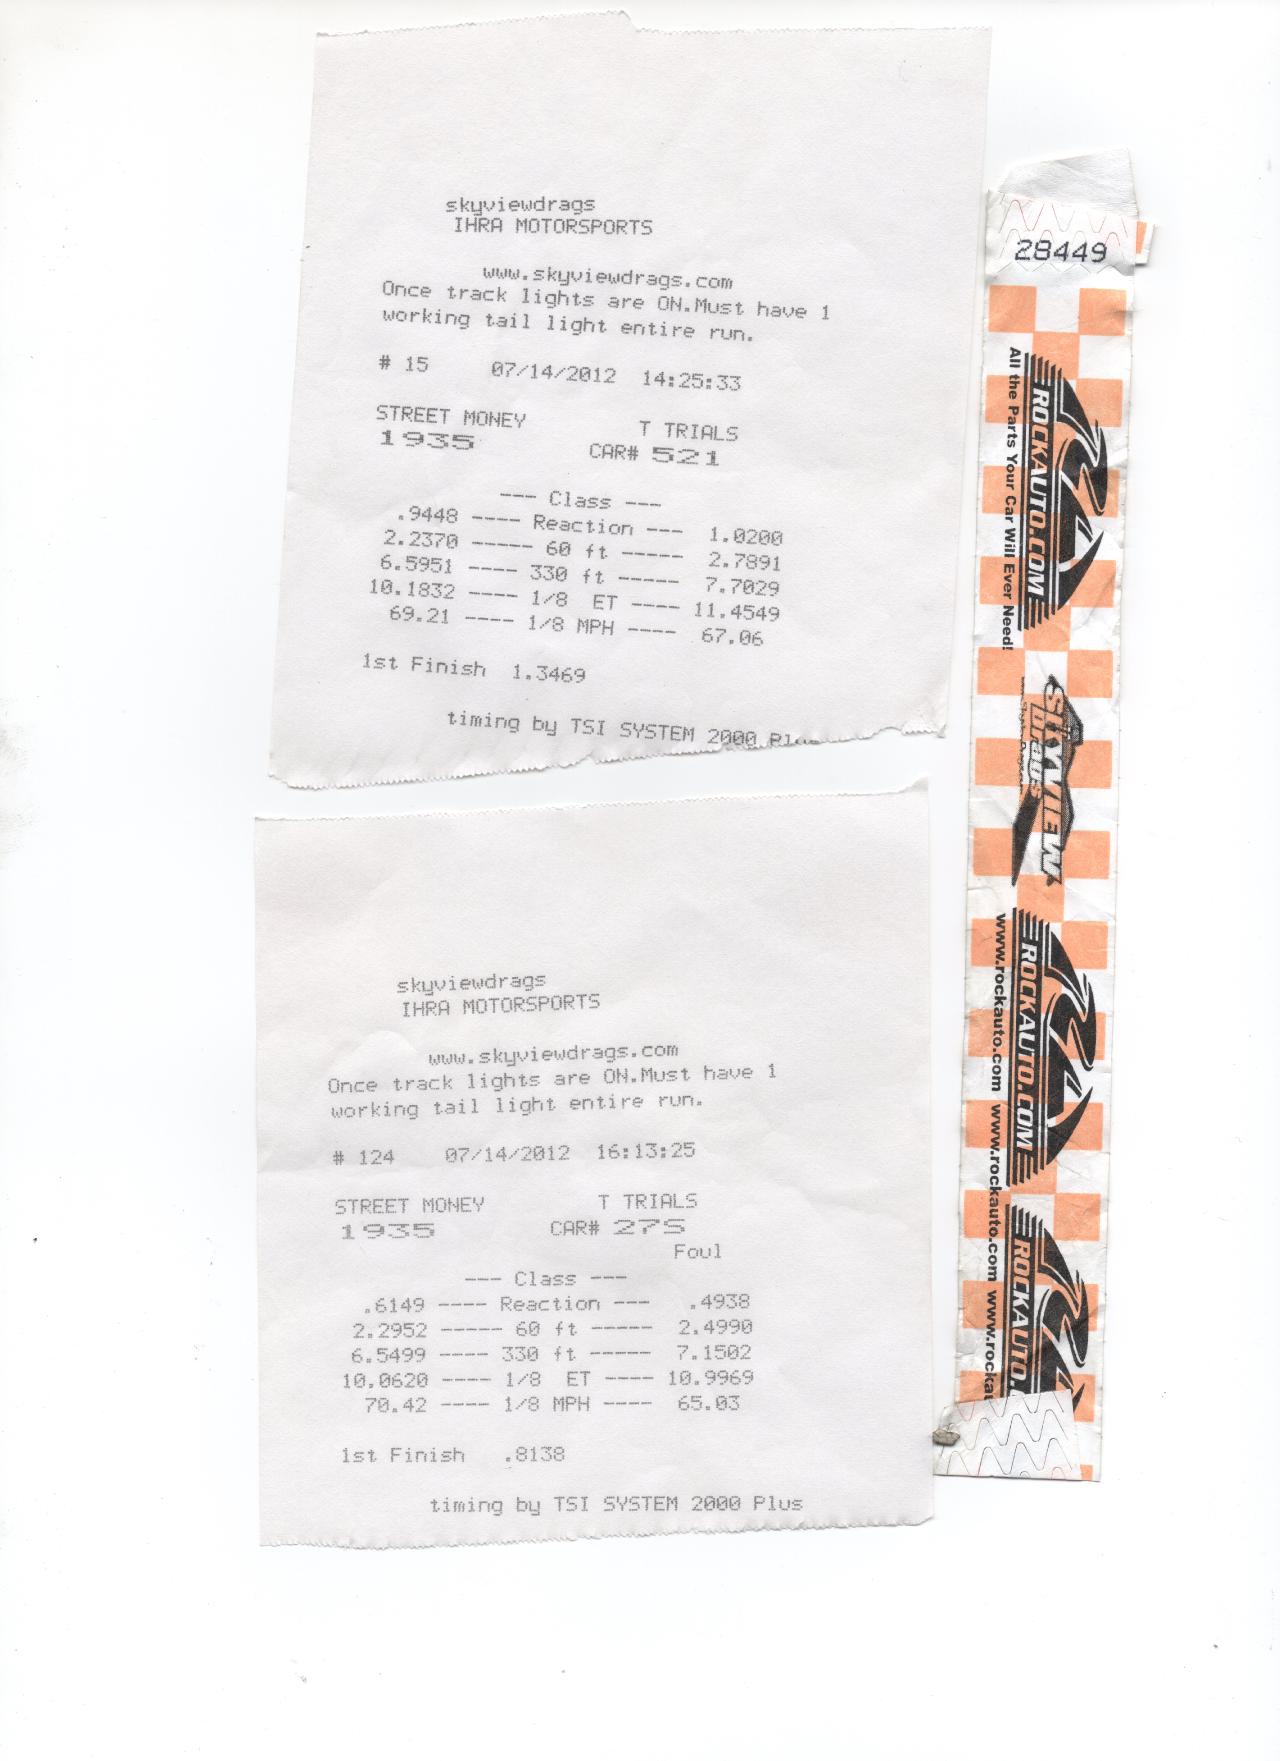 skyviewdrags
IHRA MOTORSPORTS
www.skyviewdrags.com
Once track lights are ON.Must have 1
working tail light entire run.
# 15 07/14/2012 14:25:33
STREET MONEY T TRIALS
1935 CAR# 521
--- Class ---
.9448 ---- Reaction --- 1.0200
2.2370 ----- 60 ft ----- 2.7891
6.5951 ---- 330 ft ----- 7.7029
10.1832 ---- 1/8 ET ---- 11.4549
69.21 ---- 1/8 MPH ---- 67.06
1st Finish 1.3469
timing by TSI SYSTEM 2000 Plus
skyviewdrags
IHRA MOTORSPORTS
www.skyviewdrags.com
Once track lights are ON.Must have 1
working tail light entire run.
# 124 07/14/2012 16:13:25
STREET MONEY T TRIALS
1935 CAR# 27S
Foul
--- Class ---
.6149 ---- Reaction --- .4938
2.2952 ----- 60 ft ----- 2.4990
6.5499 ---- 330 ft ----- 7.1502
10.0620 ---- 1/8 ET ---- 10.9969
70.42 ---- 1/8 MPH ---- 65.03
1st Finish .8138
timing by TSI SYSTEM 2000 Plus
28449
ROCKAUTO.COM
All the Parts Your Car Will Ever Need!
SKYVIEW
Drags
ROCKAUTO.COM
www.rockauto.com www.rockauto.com www.rockau
ROCKAUTO.